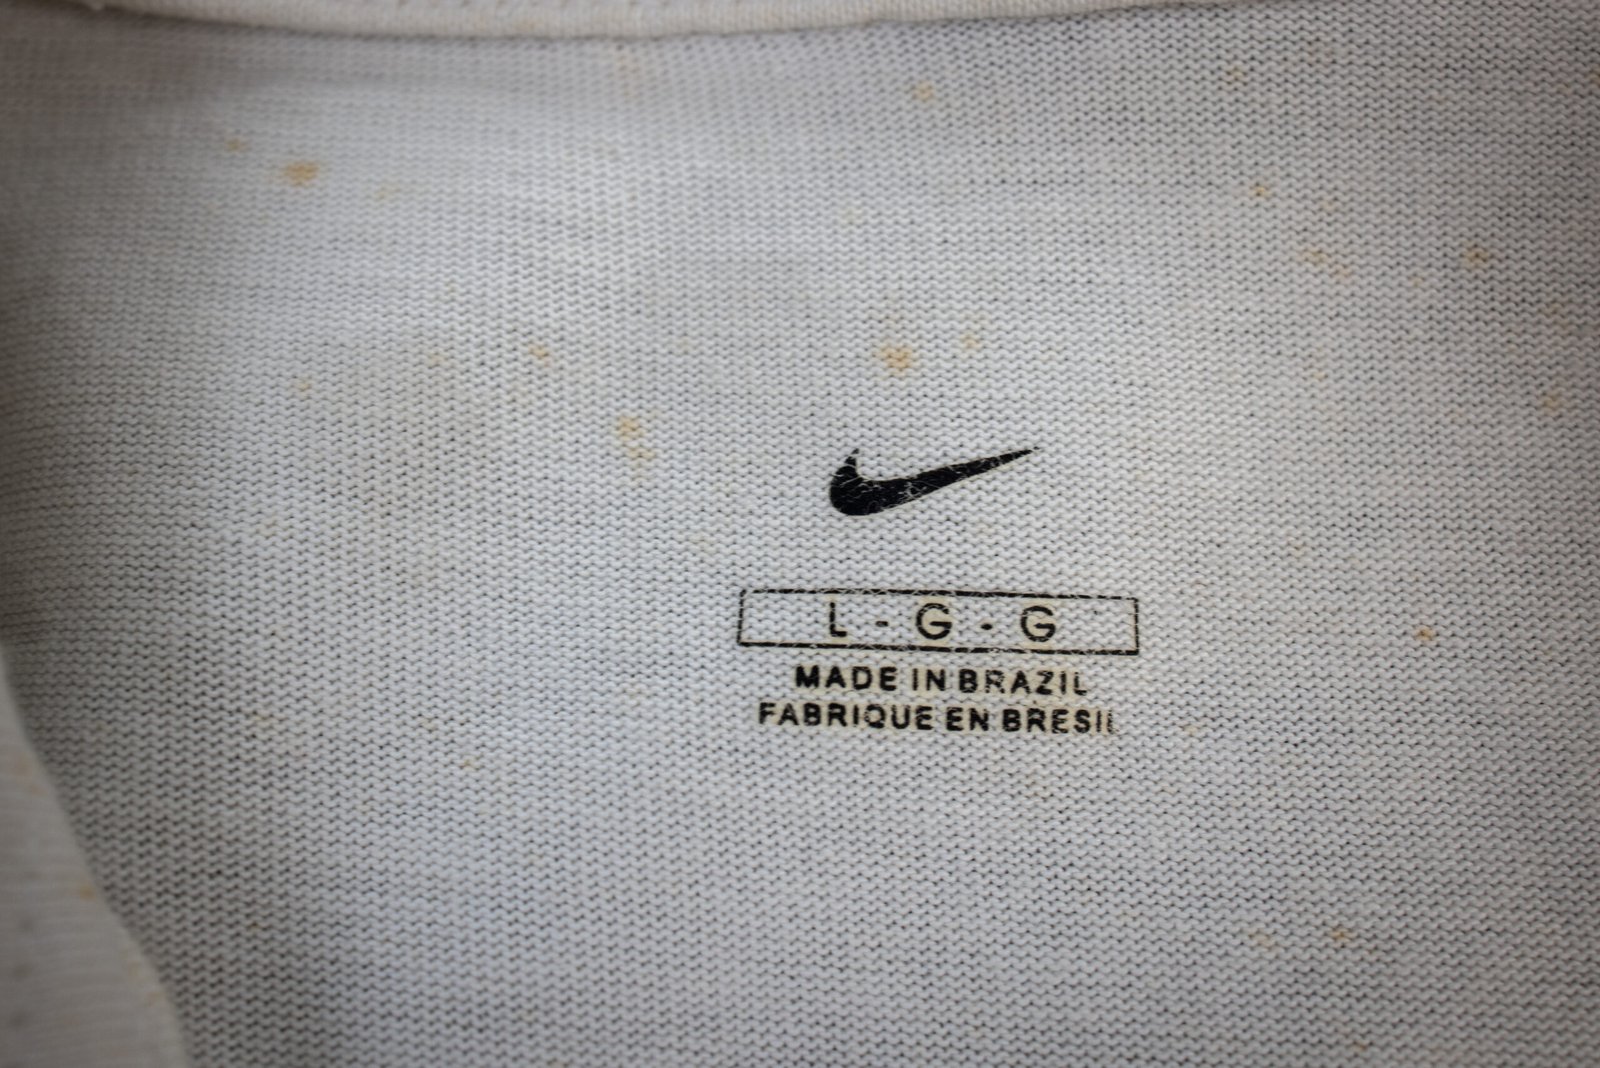 L - G - G
MADE IN BRAZIL
FABRIQUE EN BRESIL